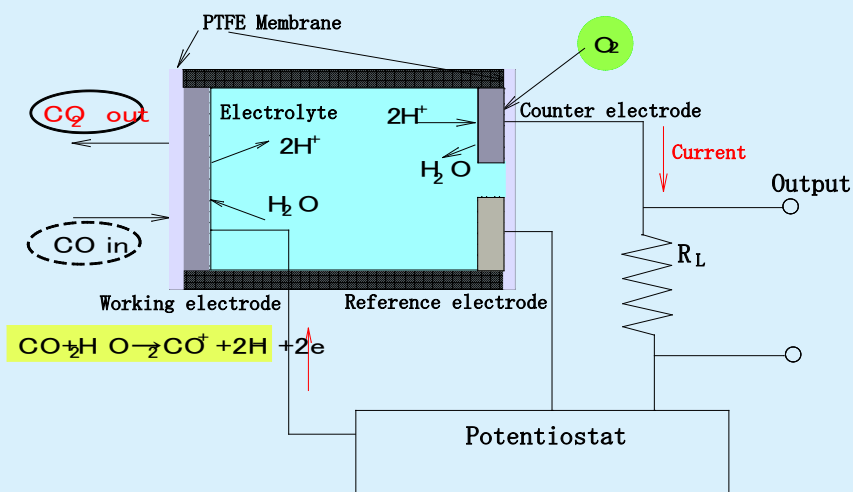 PTFE Membrane
O2
CO2 out
Electrolyte
2H+
Counter electrode
2H+
Current
H2O
Output
H2O
CO in
RL
Working electrode
Reference electrode
CO+H2O→CO2+2H+ +2e
Potentiostat